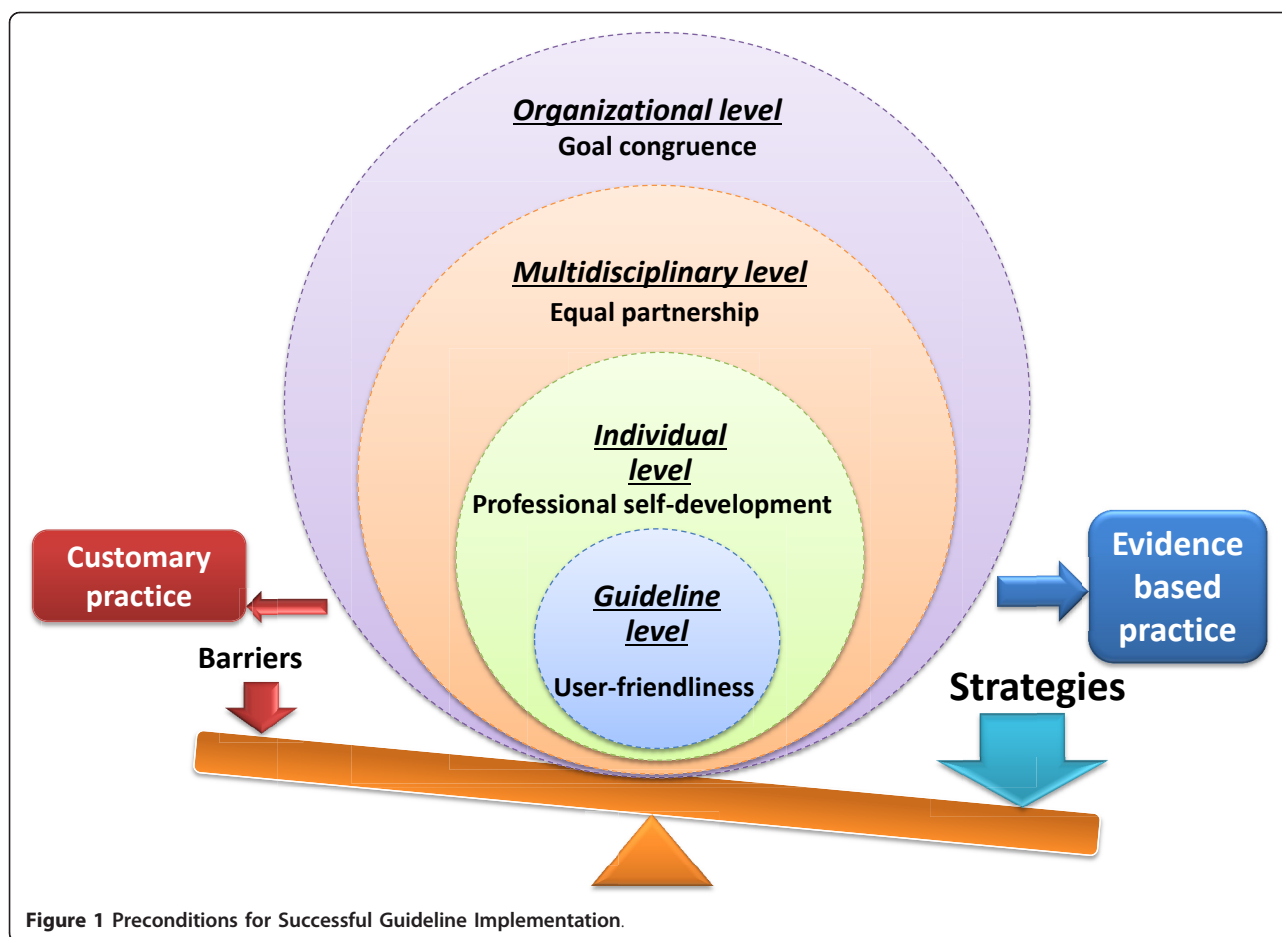 Organizational level
Goal congruence
Multidisciplinary level
Equal partnership
Individual
level
Professional self-development
Guideline
level
User-friendliness
Customary
practice
Barriers
Evidence
based
practice
Strategies
Figure 1 Preconditions for Successful Guideline Implementation.